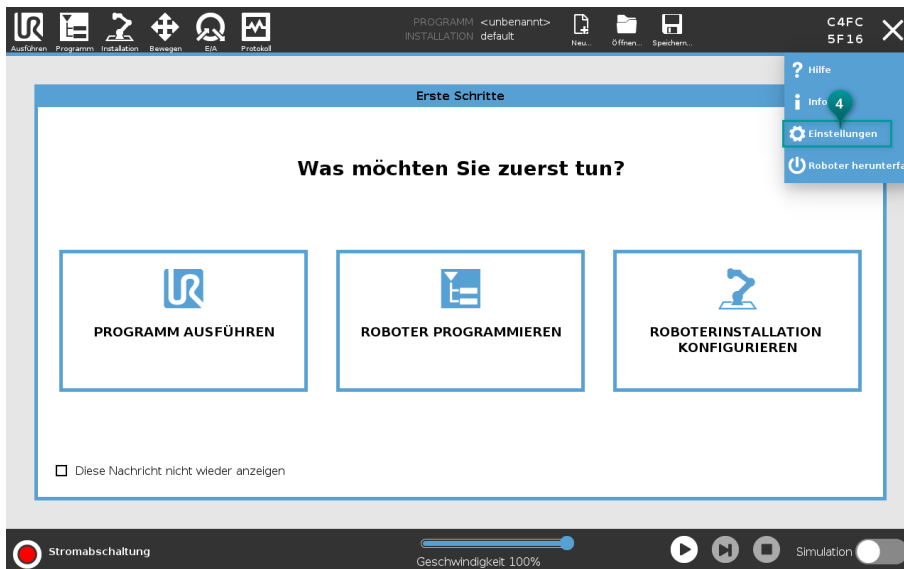 PROGRAMM <unbenannt>
INSTALLATION default
C4FC
5F16
Ausführen Programm Installation Bewegen E/A Protokoll
Neu... Öffnen... Speichern...
Hilfe
Info
4
Einstellungen
Roboter herunterfa
Erste Schritte
Was möchten Sie zuerst tun?
PROGRAMM AUSFÜHREN
ROBOTER PROGRAMMIEREN
ROBOTERINSTALLATION
KONFIGURIEREN
Diese Nachricht nicht wieder anzeigen
Stromabschaltung
Geschwindigkeit 100%
Simulation